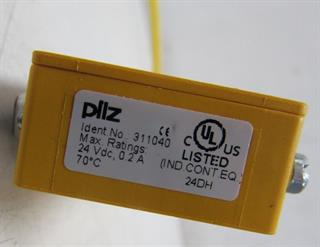 pilz
Ident No. 311040 CE
Max. Ratings:
24 Vdc, 0.2 A
70°C
C UL US
LISTED
(IND.CONT.EQ.)
24DH